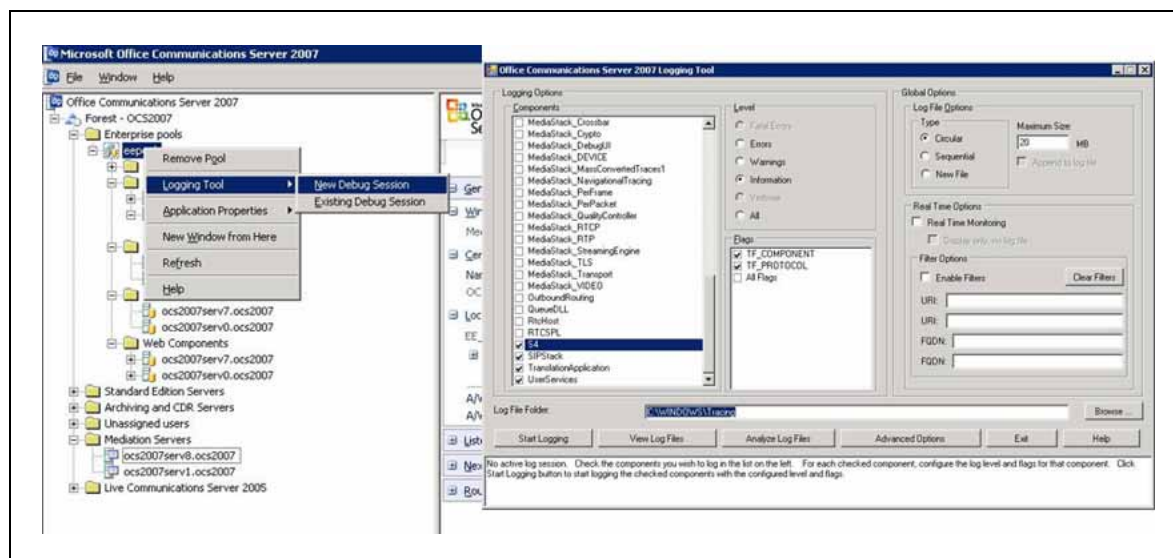 Microsoft Office Communications Server 2007
File Window Help
Office Communications Server 2007
Forest - OCS2007
Enterprise pools
Remove Pool
Logging Tool
New Debug Session
Existing Debug Session
Application Properties
New Window from Here
Refresh
Help
ocs2007serv7.ocs2007
ocs2007serv0.ocs2007
Web Components
ocs2007serv7.ocs2007
ocs2007serv0.ocs2007
Standard Edition Servers
Archiving and CDR Servers
Unassigned users
Mediation Servers
ocs2007serv8.ocs2007
ocs2007serv1.ocs2007
Live Communications Server 2005
Office Communications Server 2007 Logging Tool
Logging Options
Components
MediaStack_Crossbar
MediaStack_Crypto
MediaStack_DebugUI
MediaStack_DEVICE
MediaStack_MassConvertedTraces1
MediaStack_NavigationalTracing
MediaStack_PerFrame
MediaStack_PerPacket
MediaStack_QualityController
MediaStack_RTCP
MediaStack_RTP
MediaStack_StreamingEngine
MediaStack_TLS
MediaStack_Transport
MediaStack_VIDEO
OutboundRouting
QueueDLL
RtcHost
RTCSPL
S4
SIPStack
TranslationApplication
UserServices
Level
Fatal Errors
Errors
Warnings
Information
Verbose
All
Flags
TF_COMPONENT
TF_PROTOCOL
All Flags
Global Options
Log File Options
Type
Circular
Sequential
New File
Maximum Size:
20 MB
Append to log file
Real Time Options
Real Time Monitoring
Display only, no log file
Filter Options
Enable Filters
Clear Filters
URI:
URI:
FQDN:
FQDN:
Log File Folder:
C:\WINDOWS\Tracing
Browse ...
Start Logging
View Log Files
Analyze Log Files
Advanced Options
Exit
Help
No active log session. Check the components you wish to log in the list on the left. For each checked component, configure the log level and flags for that component. Click
Start Logging button to start logging the checked components with the configured level and flags.